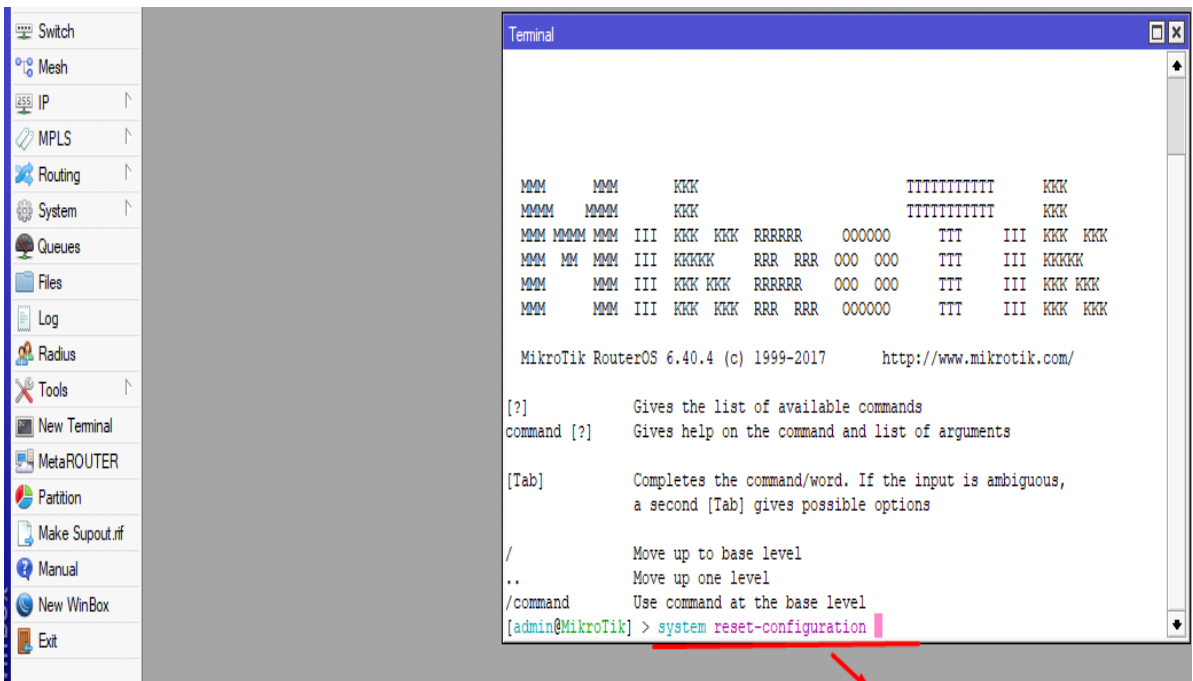 Switch
Mesh
IP
MPLS
Routing
System
Queues
Files
Log
Radius
Tools
New Terminal
MetaROUTER
Partition
Make Supout.rif
Manual
New WinBox
Exit
Terminal
MMM MMM KKK TTTTTTTTTTT KKK
MMMM MMMM KKK TTTTTTTTTTT KKK
MMM MMMM MMM III KKK KKK RRRRRR OOOOOO TTT III KKK KKK
MMM MM MMM III KKKKK RRR RRR OOO OOO TTT III KKKKK
MMM MMM III KKK KKK RRRRRR OOO OOO TTT III KKK KKK
MMM MMM III KKK KKK RRR RRR OOOOOO TTT III KKK KKK
MikroTik RouterOS 6.40.4 (c) 1999-2017 http://www.mikrotik.com/
[?] Gives the list of available commands
command [?] Gives help on the command and list of arguments
[Tab] Completes the command/word. If the input is ambiguous,
a second [Tab] gives possible options
/ Move up to base level
.. Move up one level
/command Use command at the base level
[admin@MikroTik] > system reset-configuration